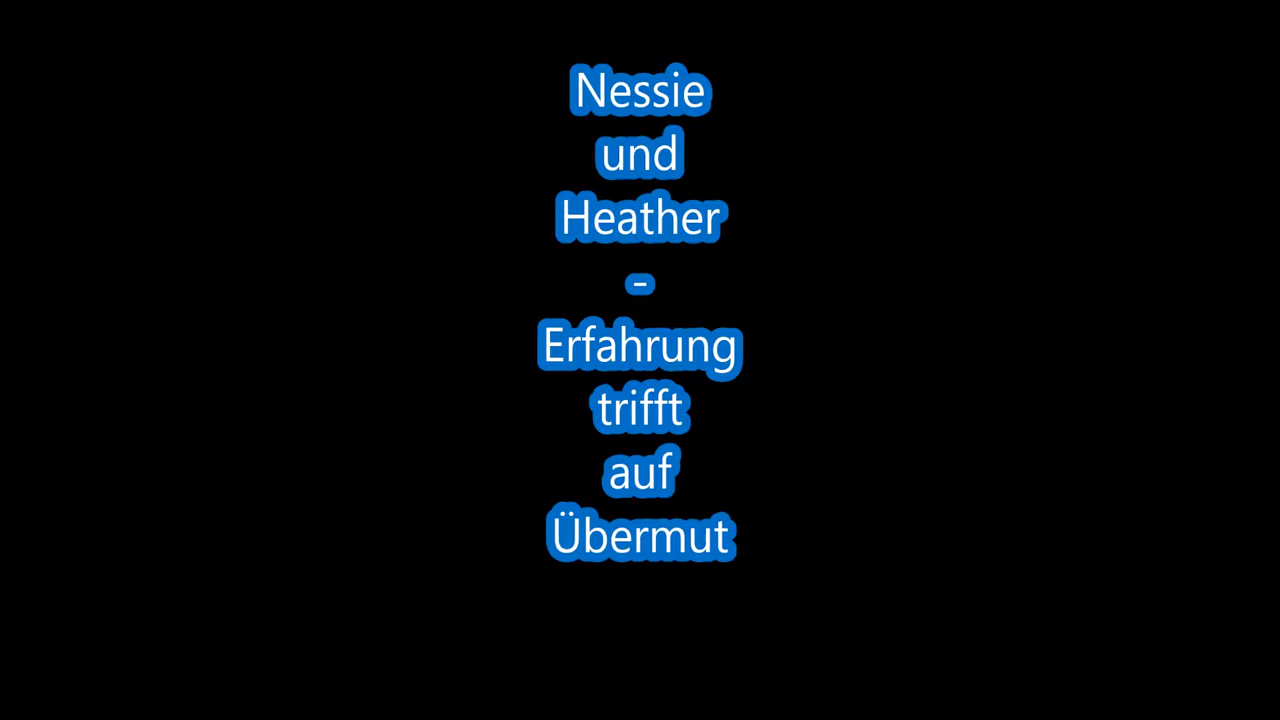 Nessie
und
Heather
-
Erfahrung
trifft
auf
Übermut